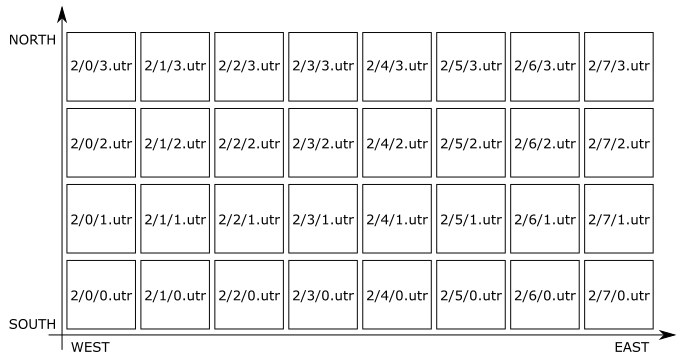 NORTH
2/0/3.utr 2/1/3.utr 2/2/3.utr 2/3/3.utr 2/4/3.utr 2/5/3.utr 2/6/3.utr 2/7/3.utr
2/0/2.utr 2/1/2.utr 2/2/2.utr 2/3/2.utr 2/4/2.utr 2/5/2.utr 2/6/2.utr 2/7/2.utr
2/0/1.utr 2/1/1.utr 2/2/1.utr 2/3/1.utr 2/4/1.utr 2/5/1.utr 2/6/1.utr 2/7/1.utr
2/0/0.utr 2/1/0.utr 2/2/0.utr 2/3/0.utr 2/4/0.utr 2/5/0.utr 2/6/0.utr 2/7/0.utr
SOUTH
WEST EAST